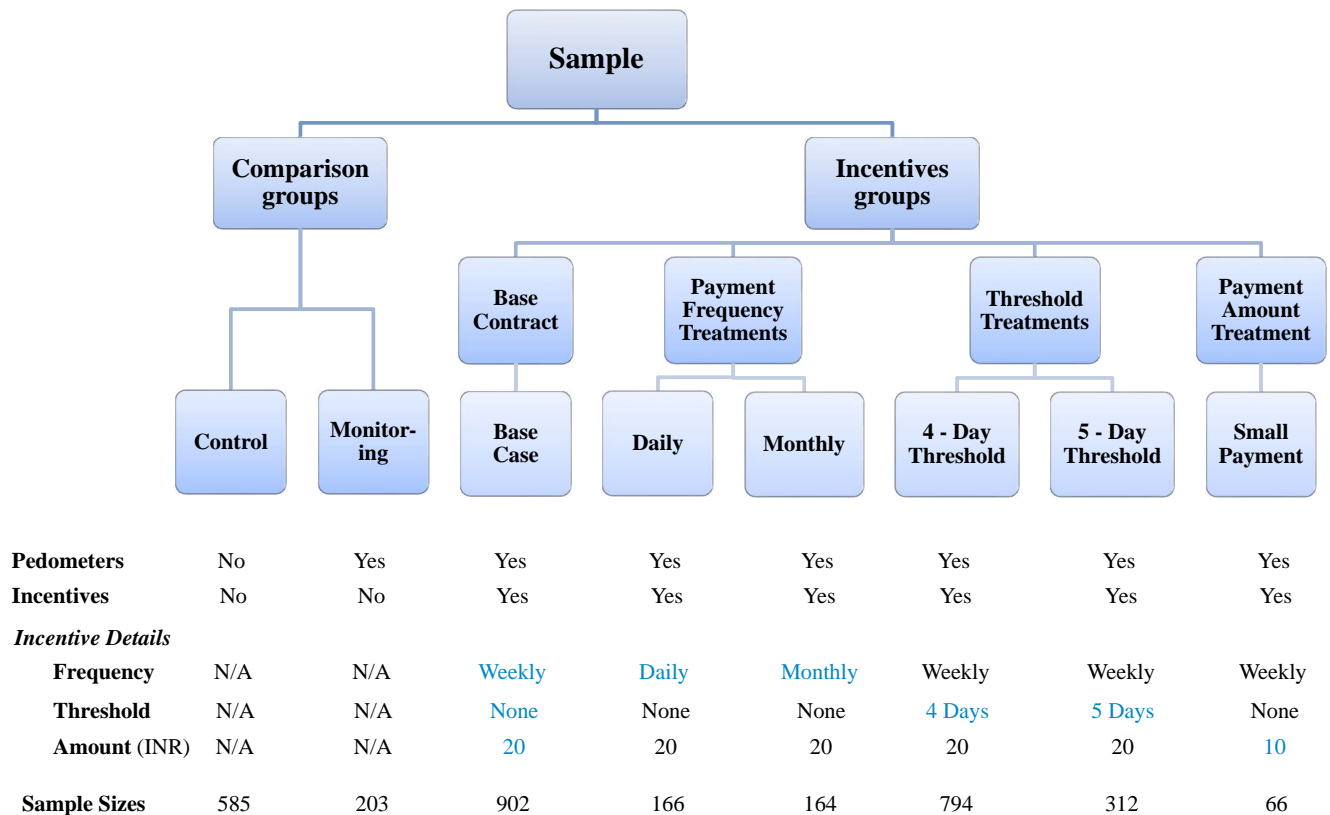 Sample
Comparison
groups
Incentives
groups
Base
Contract
Payment
Frequency
Treatments
Threshold
Treatments
Payment
Amount
Treatment
Control
Monitor-
ing
Base
Case
Daily
Monthly
4 - Day
Threshold
5 - Day
Threshold
Small
Payment
Pedometers No Yes Yes Yes Yes Yes Yes Yes
Incentives No No Yes Yes Yes Yes Yes Yes
Incentive Details
Frequency N/A N/A Weekly Daily Monthly Weekly Weekly Weekly
Threshold N/A N/A None None None 4 Days 5 Days None
Amount (INR) N/A N/A 20 20 20 20 20 10
Sample Sizes 585 203 902 166 164 794 312 66